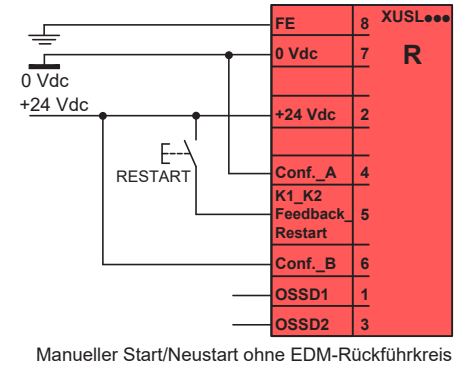 FE 8 XUSL●●●
0 Vdc 7 R
0 Vdc
+24 Vdc
+24 Vdc 2
RESTART
Conf._A 4
K1_K2
Feedback_ 5
Restart
Conf._B 6
OSSD1 1
OSSD2 3
Manueller Start/Neustart ohne EDM-Rückführkreis